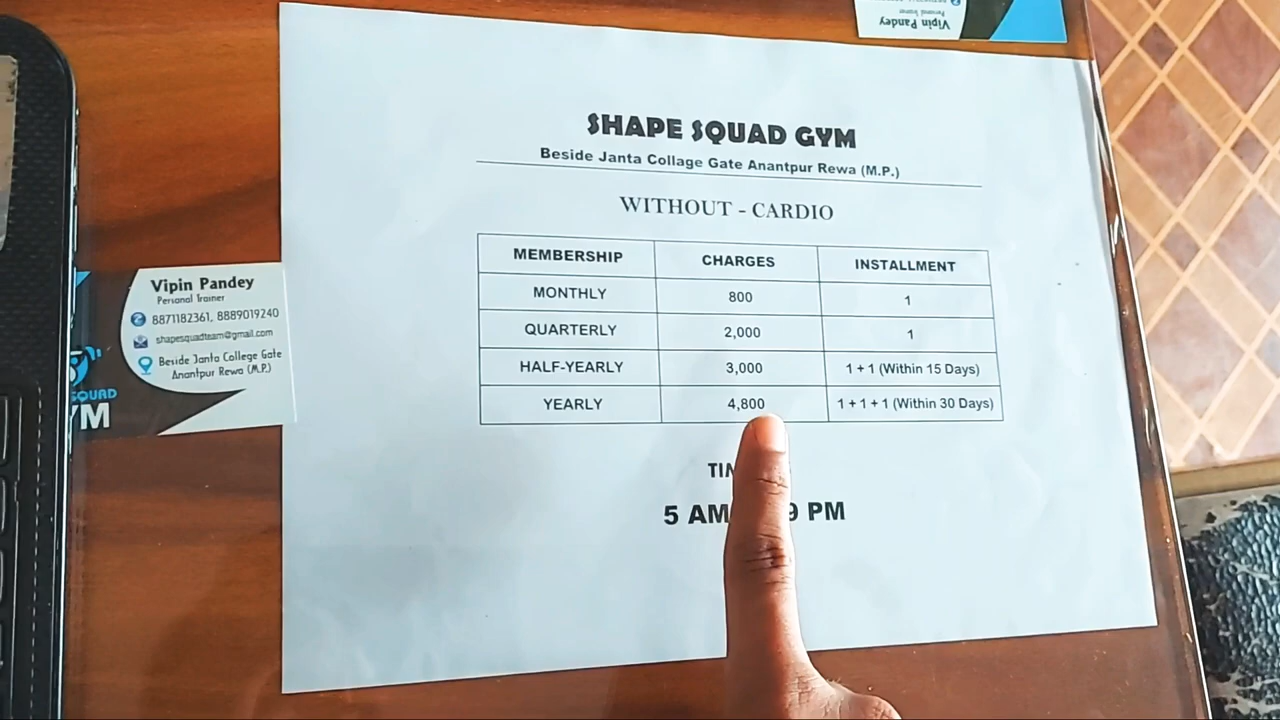 Vipin Pandey
Personal Trainer
SHAPE SQUAD GYM
Beside Janta Collage Gate Anantpur Rewa (M.P.)
WITHOUT - CARDIO
MEMBERSHIP CHARGES INSTALLMENT
MONTHLY 800 1
QUARTERLY 2,000 1
HALF-YEARLY 3,000 1 + 1 (Within 15 Days)
YEARLY 4,800 1 + 1 + 1 (Within 30 Days)
5 AM 9 PM
Vipin Pandey
Personal Trainer
8871182361, 8889019240
shapesquadteam@gmail.com
Beside Janta College Gate
Anantpur Rewa (M.P.)
SQUAD
YM